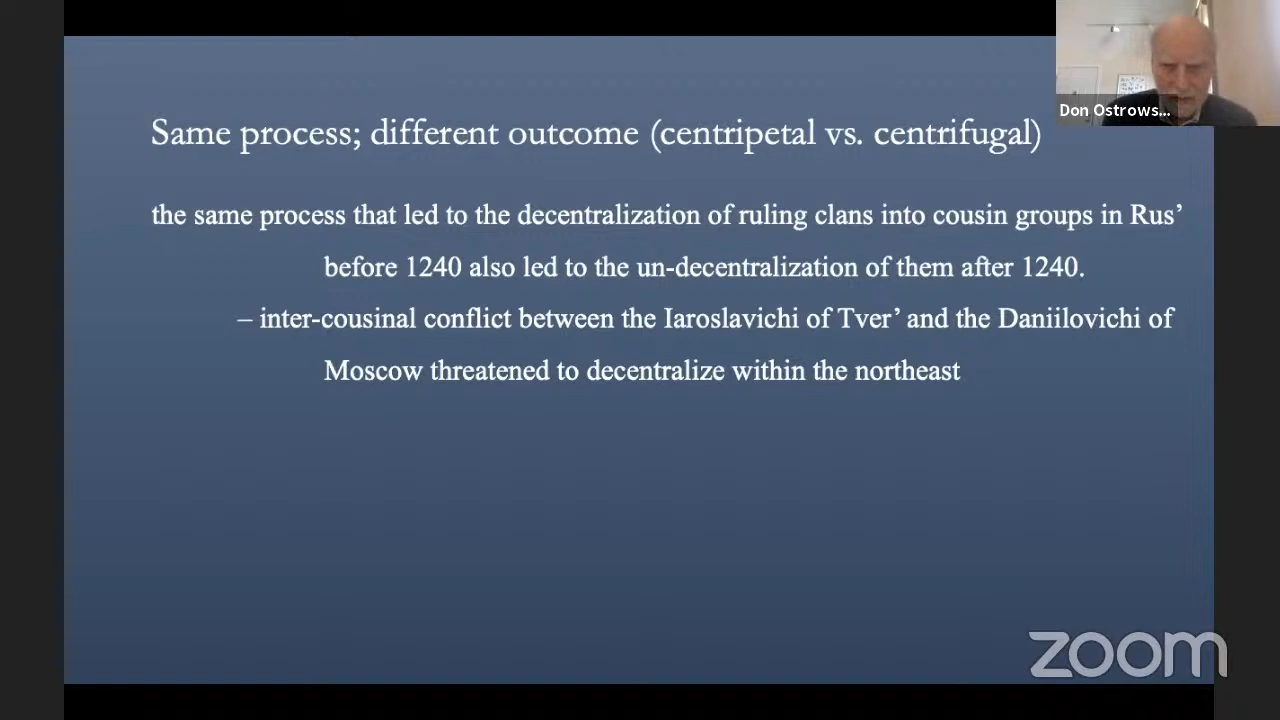 Don Ostrows...
Same process; different outcome (centripetal vs. centrifugal)
the same process that led to the decentralization of ruling clans into cousin groups in Rus’
before 1240 also led to the un-decentralization of them after 1240.
– inter-cousinal conflict between the Iaroslavichi of Tver’ and the Daniilovichi of
Moscow threatened to decentralize within the northeast
zoom